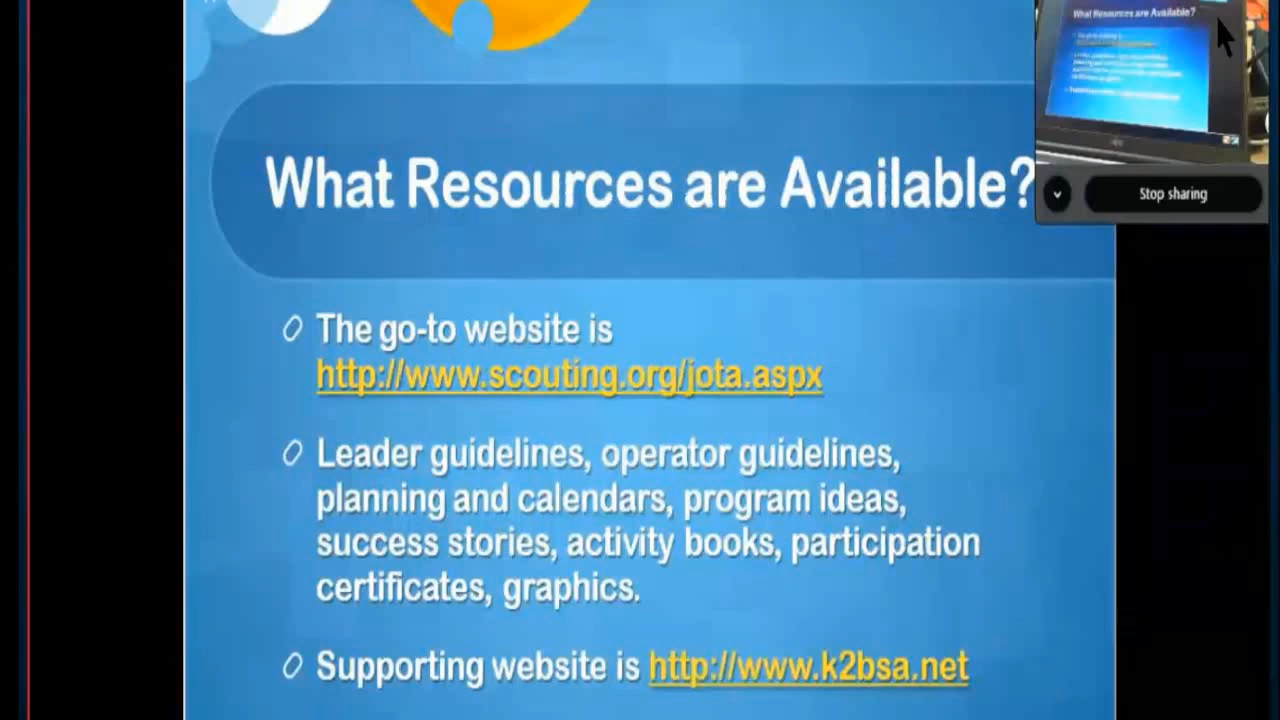 What Resources are Available?
The go-to website is
http://www.scouting.org/jota.aspx
Leader guidelines, operator guidelines,
planning and calendars, program ideas,
success stories, activity books, participation
certificates, graphics.
Supporting website is http://www.k2bsa.net
What Resources are Available?
Stop sharing